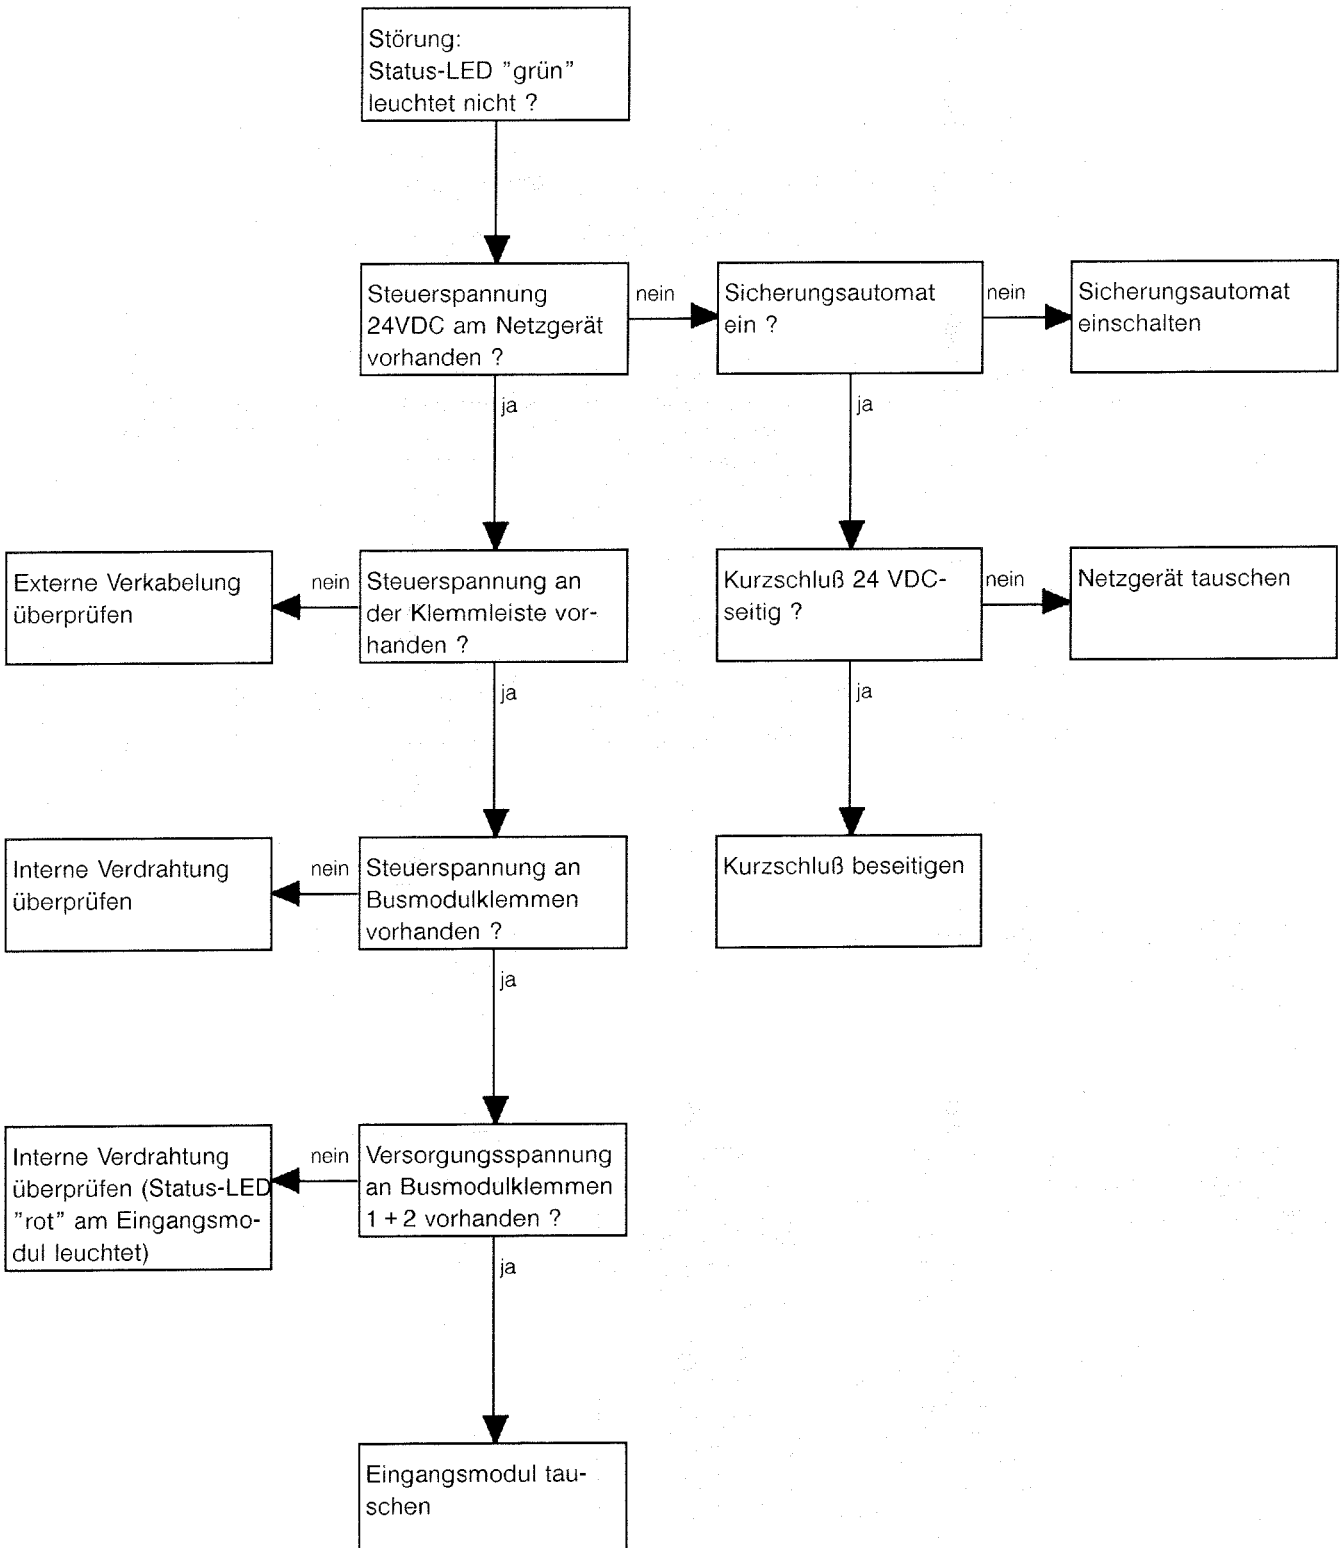 Störung:
Status-LED "grün"
leuchtet nicht ?
Steuerspannung
24VDC am Netzgerät
vorhanden ?
nein
Sicherungsautomat
ein ?
nein
Sicherungsautomat
einschalten
ja
ja
Externe Verkabelung
überprüfen
nein
Steuerspannung an
der Klemmleiste vor-
handen ?
Kurzschluß 24 VDC-
seitig ?
nein
Netzgerät tauschen
ja
ja
Interne Verdrahtung
überprüfen
nein
Steuerspannung an
Busmodulklemmen
vorhanden ?
Kurzschluß beseitigen
ja
Interne Verdrahtung
überprüfen (Status-LED
"rot" am Eingangsmo-
dul leuchtet)
nein
Versorgungsspannung
an Busmodulklemmen
1 + 2 vorhanden ?
ja
Eingangsmodul tau-
schen